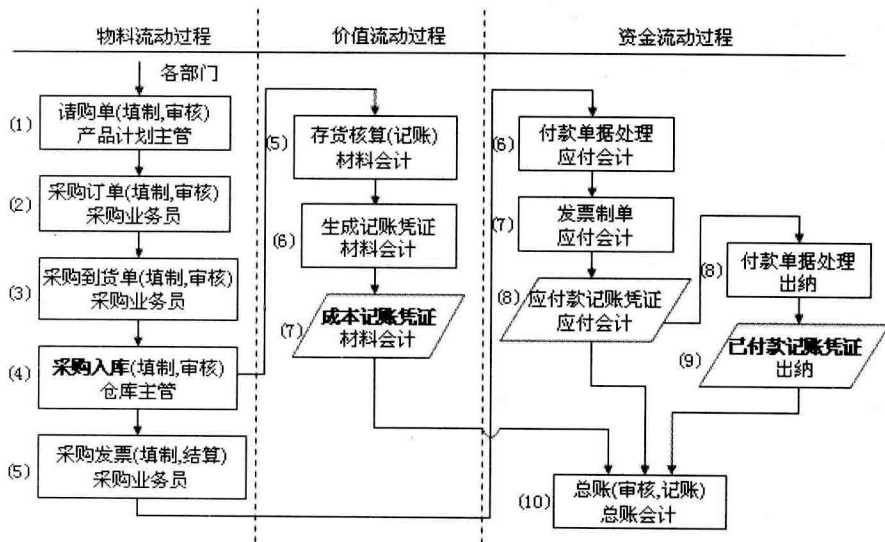 物料流动过程
价值流动过程
资金流动过程
各部门
(1)
请购单(填制,审核)
产品计划主管
(2)
采购订单(填制,审核)
采购业务员
(3)
采购到货单(填制,审核)
采购业务员
(4)
采购入库(填制,审核)
仓库主管
(5)
采购发票(填制,结算)
采购业务员
(5)
存货核算(记账)
材料会计
(6)
生成记账凭证
材料会计
(7)
成本记账凭证
材料会计
(6)
付款单据处理
应付会计
(7)
发票制单
应付会计
(8)
应付款记账凭证
应付会计
(8)
付款单据处理
出纳
(9)
已付款记账凭证
出纳
(10)
总账(审核,记账)
总账会计